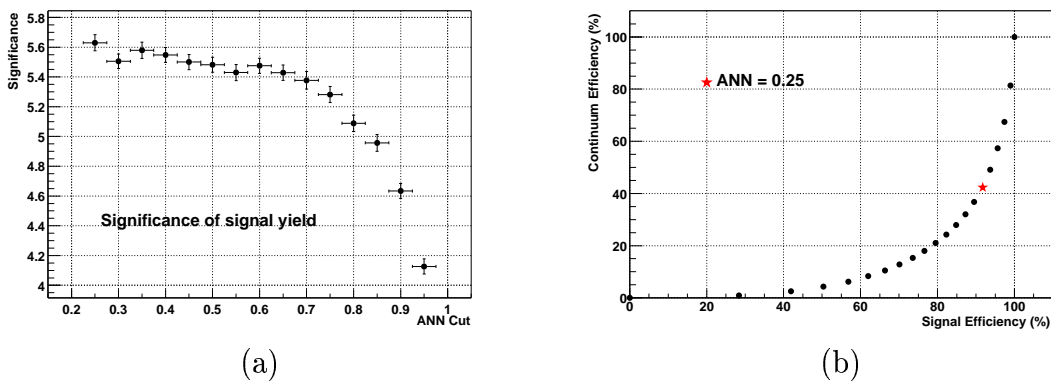 Significance
5.8
5.6
5.4
5.2
5
4.8
4.6
4.4
4.2
4
Significance of signal yield
0.2 0.3 0.4 0.5 0.6 0.7 0.8 0.9 1
ANN Cut
(a)
Continuum Efficiency (%)
100
80
60
40
20
0
ANN = 0.25
0 20 40 60 80 100
Signal Efficiency (%)
(b)